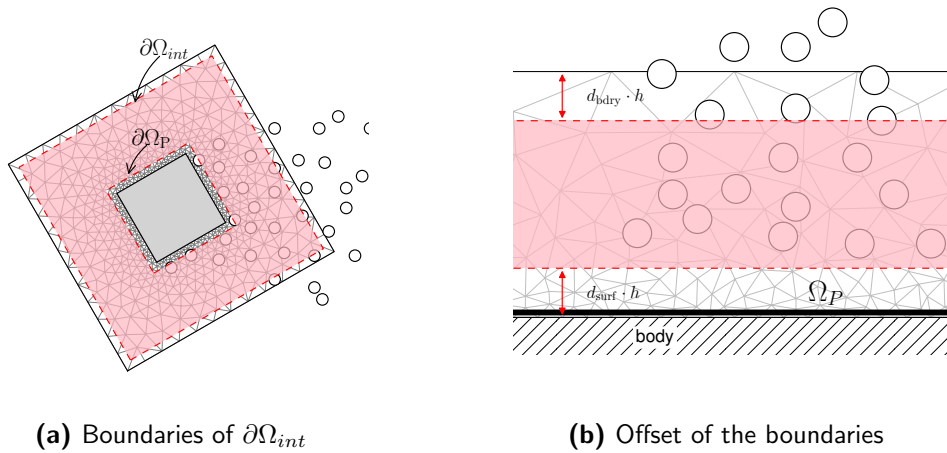 ∂Ω_int
∂Ω_P
d_bdry · h
d_surf · h
Ω_P
body
(a) Boundaries of ∂Ω_int
(b) Offset of the boundaries